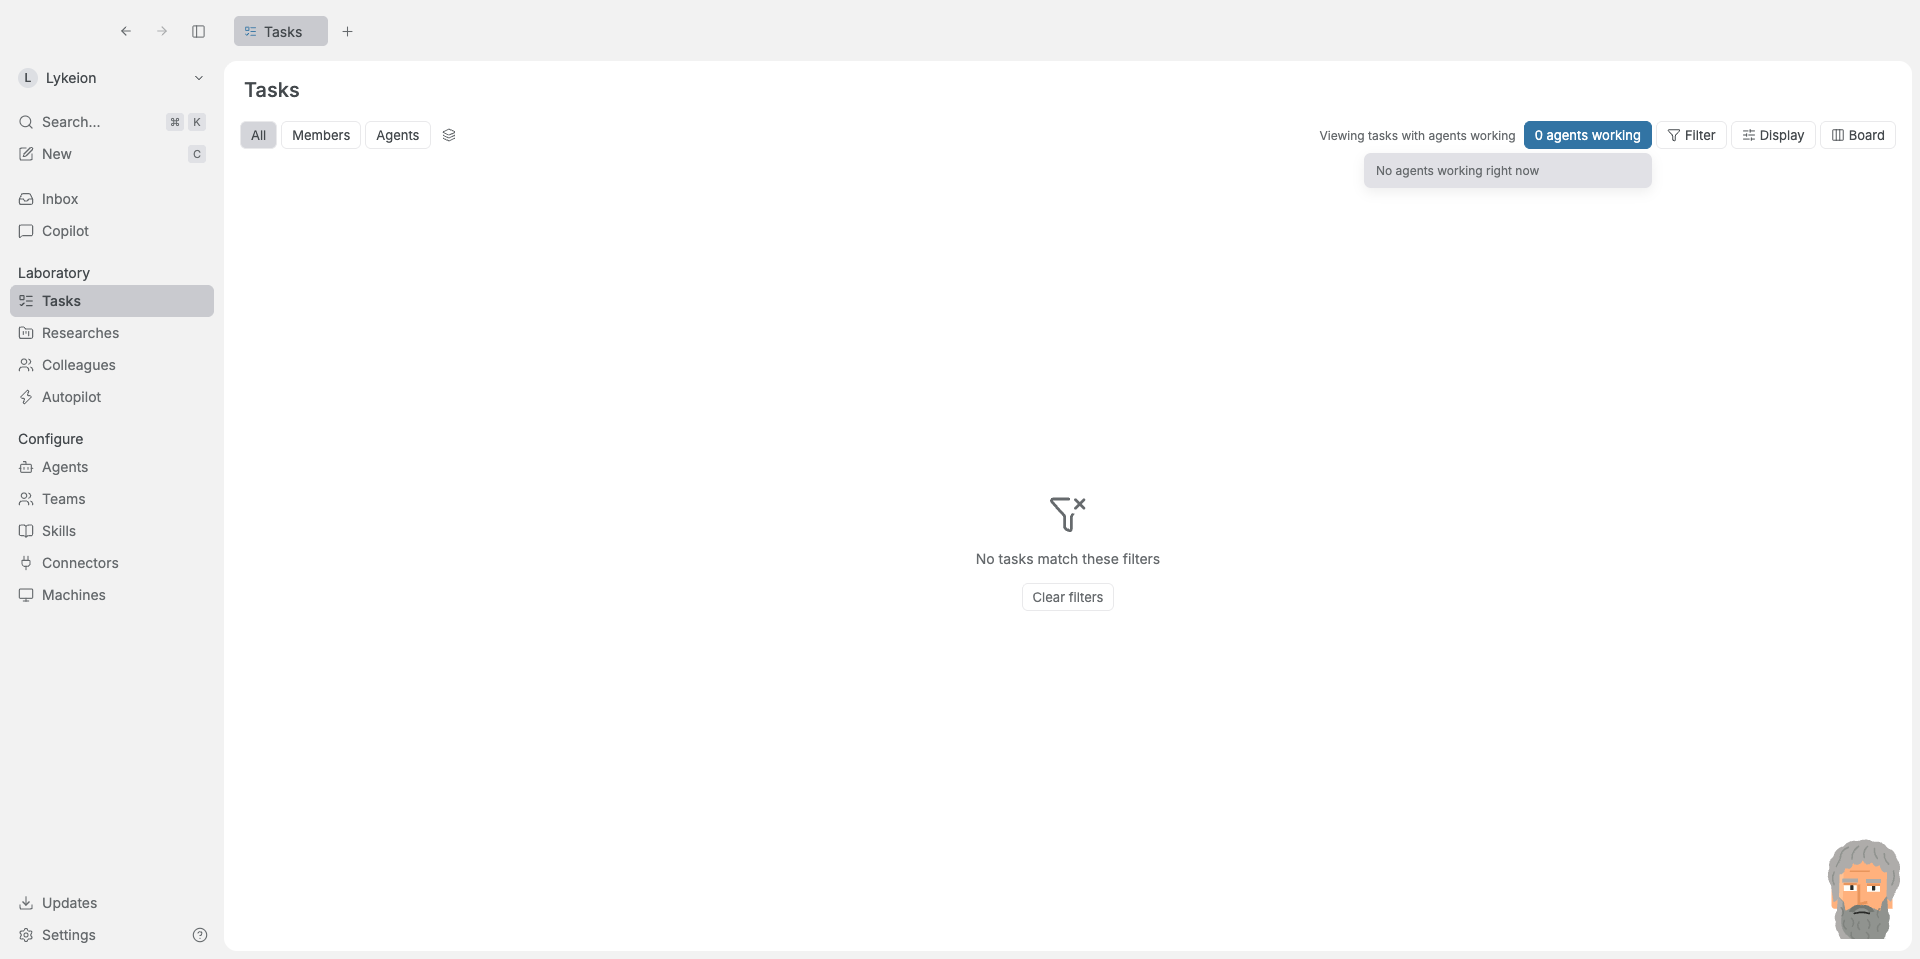 Tasks
L Lykeion
Search... ⌘ K
New C
Inbox
Copilot
Laboratory
Tasks
Researches
Colleagues
Autopilot
Configure
Agents
Teams
Skills
Connectors
Machines
Updates
Settings
Tasks
All Members Agents
Viewing tasks with agents working 0 agents working Filter Display Board
No agents working right now
No tasks match these filters
Clear filters